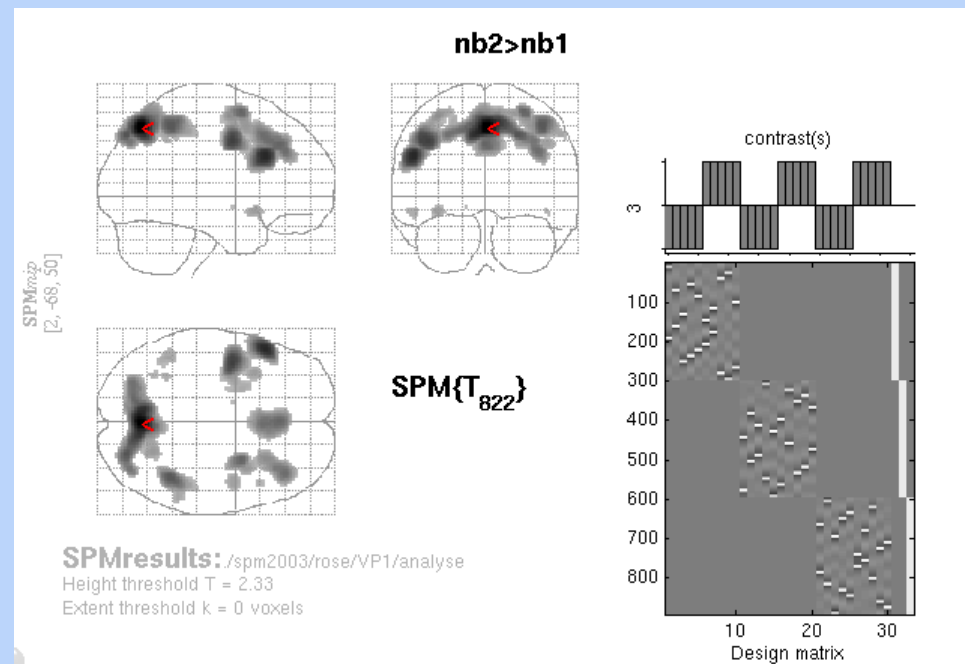 nb2>nb1
SPMmip
[2, -68, 50]
SPM{T822}
SPMresults: ./spm2003/rose/VP1/analyse
Height threshold T = 2.33
Extent threshold k = 0 voxels
contrast(s)
3
100
200
300
400
500
600
700
800
10 20 30
Design matrix